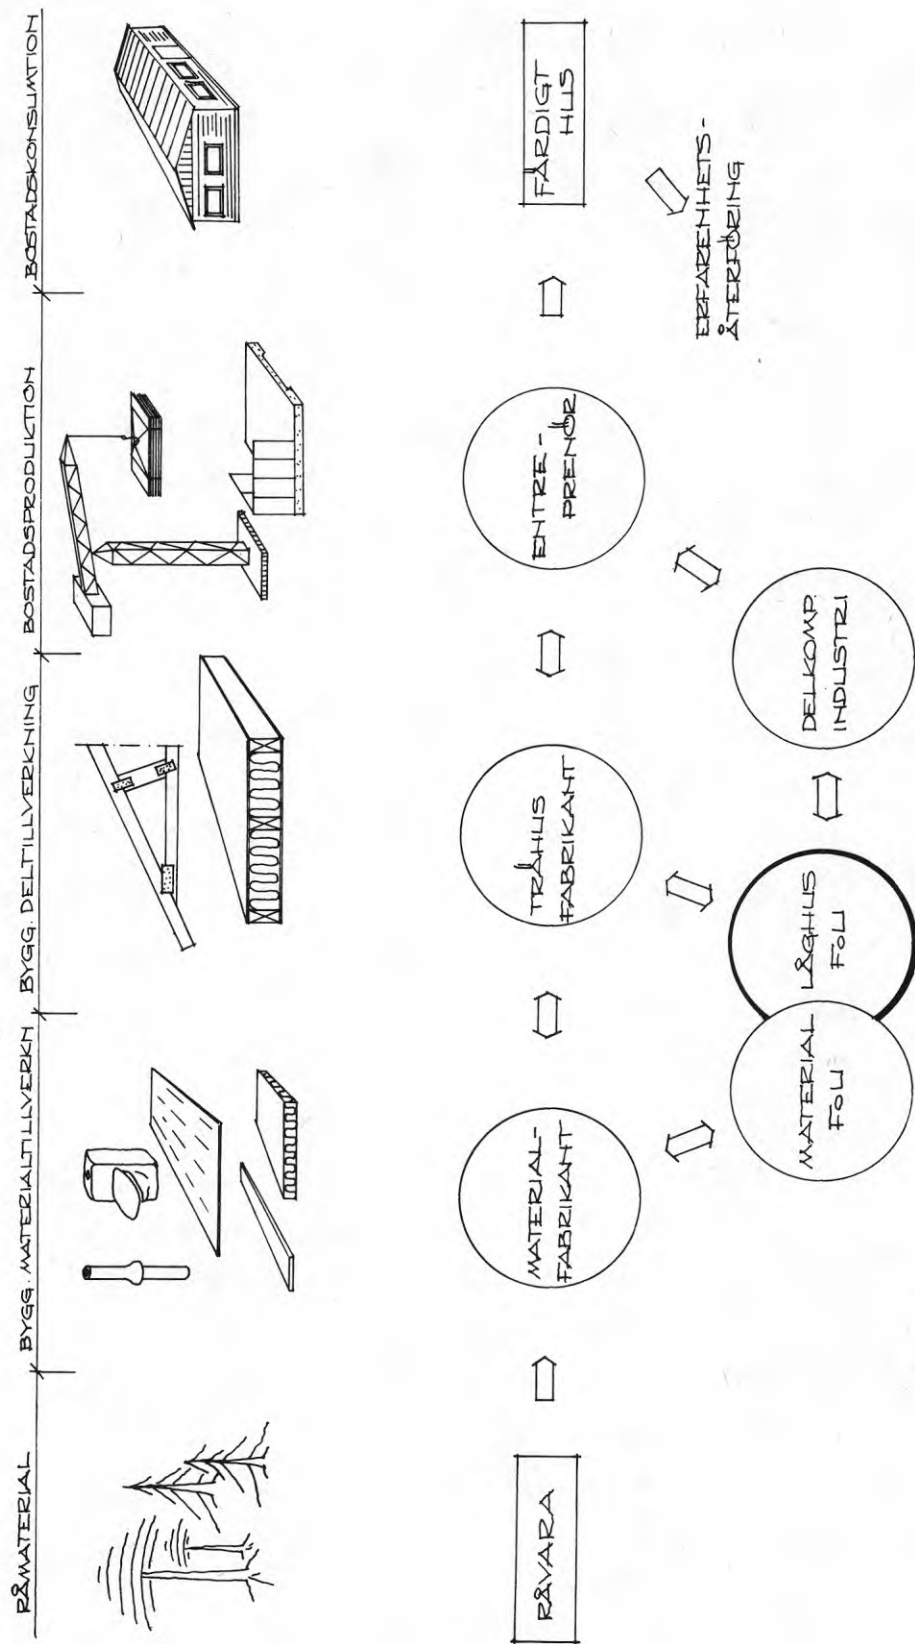 RÅMATERIAL
BYGG. MATERIALTILLVERKN
BYGG. DELTILLVERKNING
BOSTADSPRODUKTION
BOSTADSKONSUMTION
RÅVARA
MATERIAL-
FABRIKANT
TRÄHUS
FABRIKANT
ENTRE-
PRENÖR
FÄRDIGT
HUS
MATERIAL
FoU
LÅGHUS
FoU
DELKOMP.
INDUSTRI
ERFARENHETS-
ÅTERFÖRING